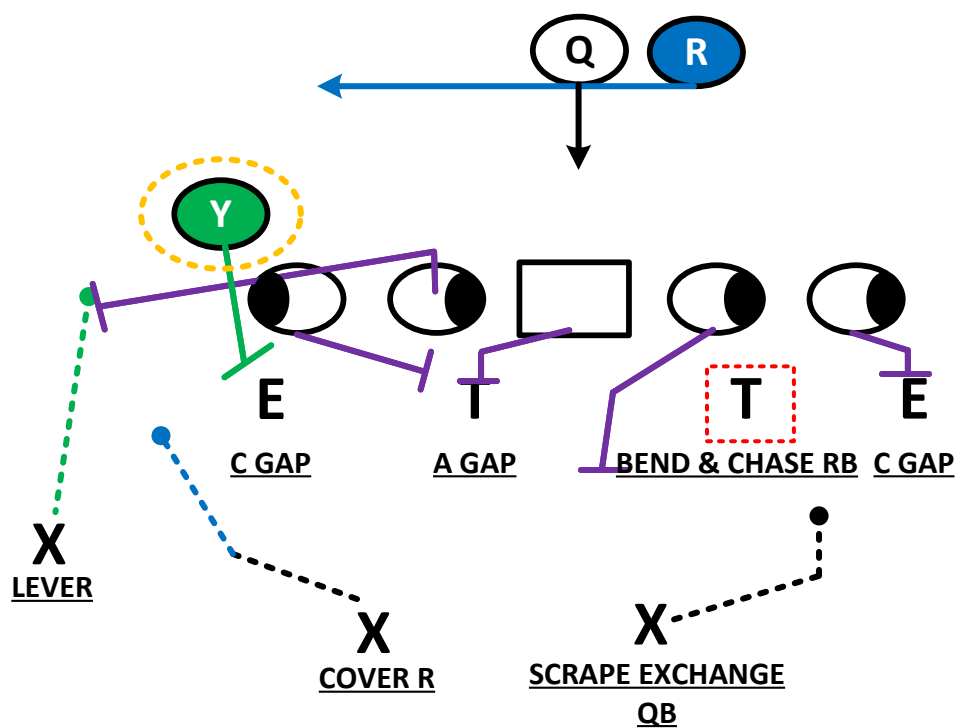 Q R
Y
E T T E
C GAP A GAP BEND & CHASE RB C GAP
X
LEVER
X X
COVER R SCRAPE EXCHANGE
QB